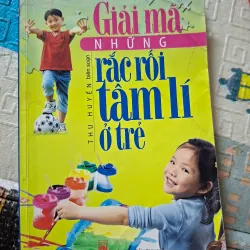 Giải mã
NHỮNG
rắc rối
tâm lí
ở trẻ
THU HUYỀN biên soạn